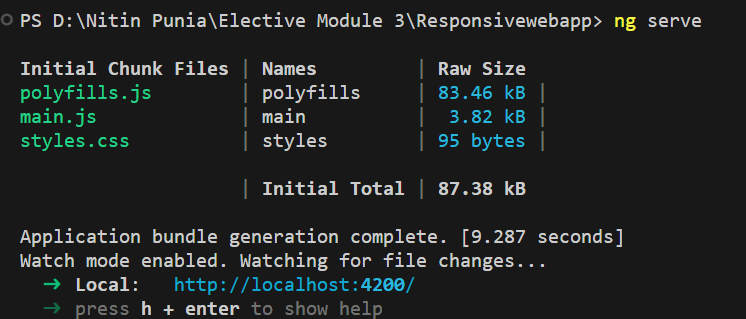 PS D:\Nitin Punia\Elective Module 3\Responsivewebapp> ng serve
Initial Chunk Files | Names | Raw Size
polyfills.js | polyfills | 83.46 kB |
main.js | main | 3.82 kB |
styles.css | styles | 95 bytes |
| Initial Total | 87.38 kB
Application bundle generation complete. [9.287 seconds]
Watch mode enabled. Watching for file changes...
➜ Local: http://localhost:4200/
➜ press h + enter to show help